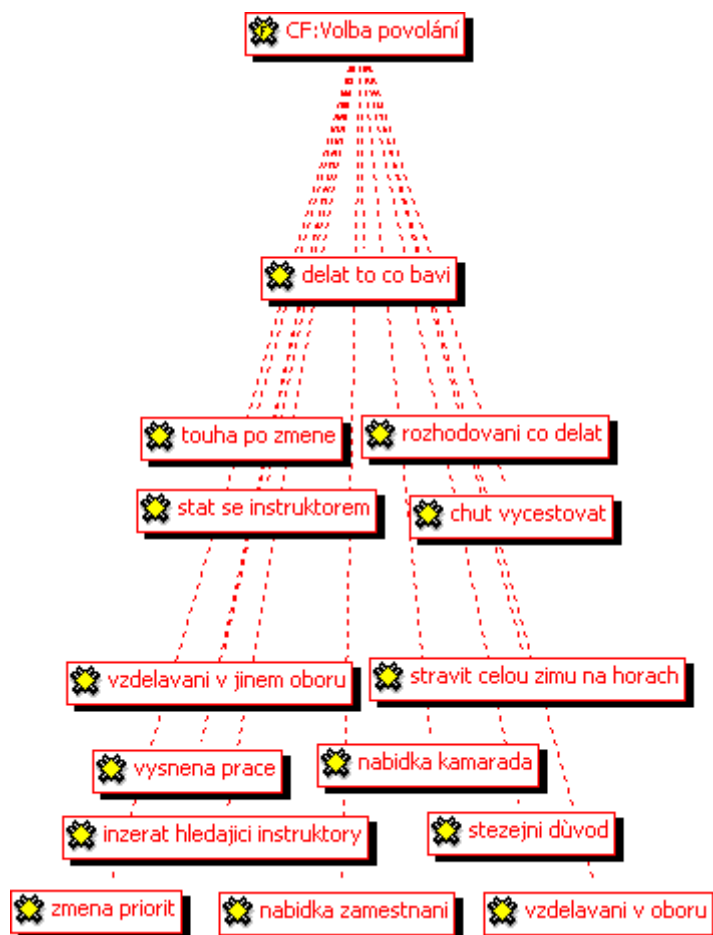 CF:Volba povolání
delat to co bavi
touha po zmene
rozhodovani co delat
stat se instruktorem
chut vycestovat
vzdelavani v jinem oboru
stravit celou zimu na horach
vysnena prace
nabidka kamarada
inzerat hledajici instruktory
stezejni dùvod
zmena priorit
nabidka zamestnani
vzdelavani v oboru